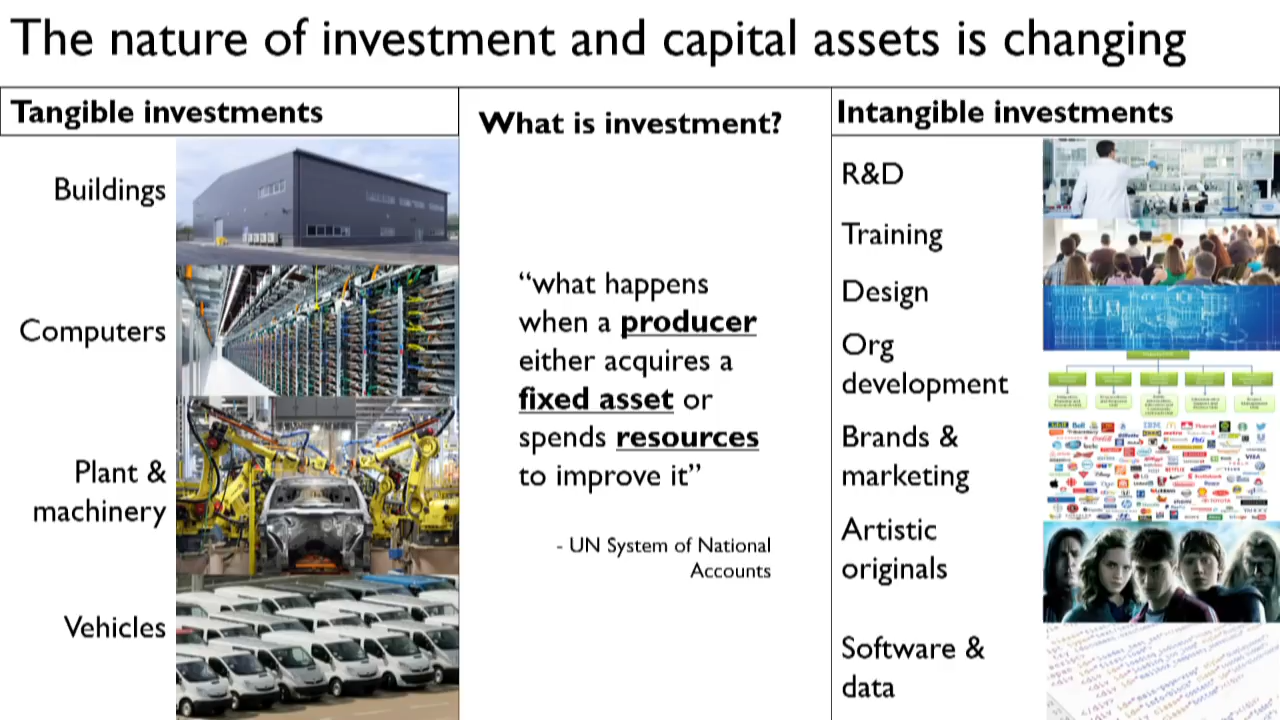 The nature of investment and capital assets is changing
Tangible investments
Buildings
Computers
Plant &
machinery
Vehicles
What is investment?
“what happens
when a producer
either acquires a
fixed asset or
spends resources
to improve it”
- UN System of National
Accounts
Intangible investments
R&D
Training
Design
Org
development
Brands &
marketing
Artistic
originals
Software &
data